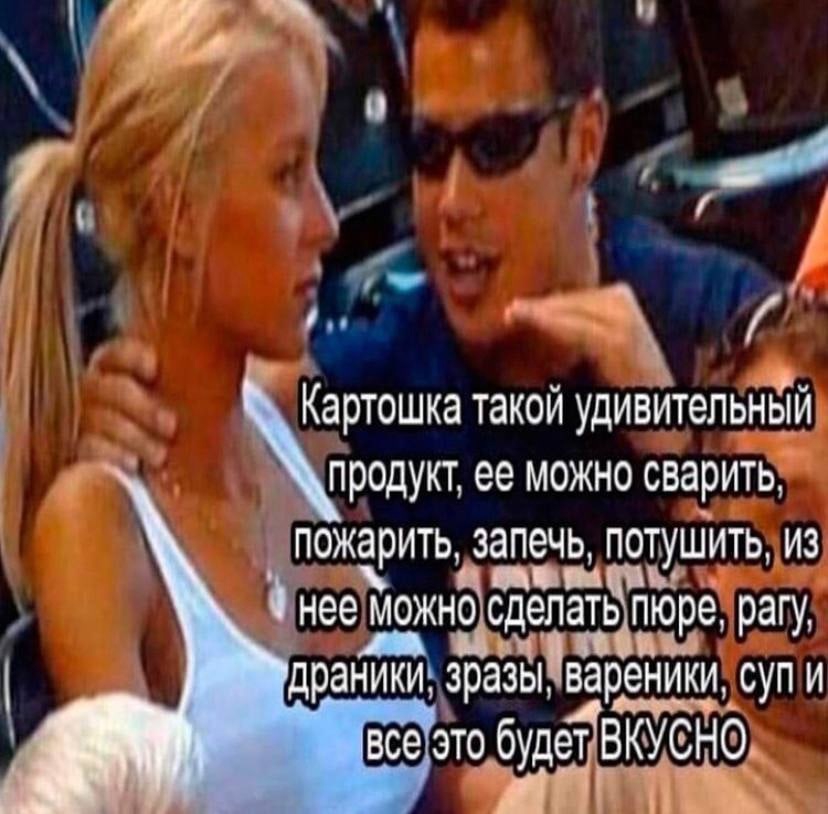 Картошка такой удивительный
продукт, ее можно сварить,
пожарить, запечь, потушить, из
нее можно сделать пюре, рагу,
драники, зразы, вареники, суп и
все это будет ВКУСНО